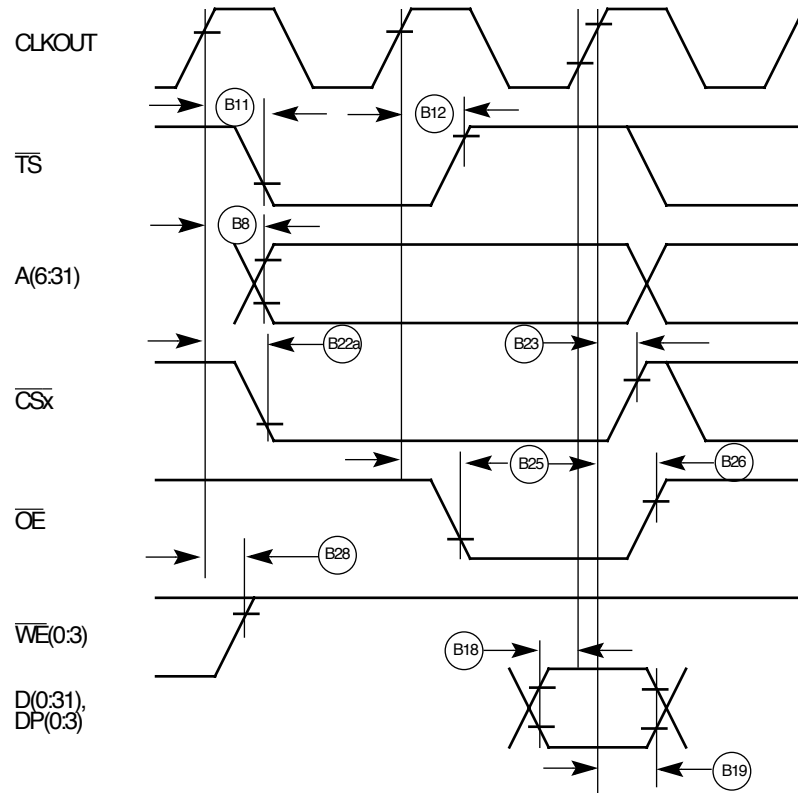 CLKOUT
B11
B12
TS
B8
A(6:31)
B22a
B23
CSx
B25
B26
OE
B28
WE(0:3)
B18
D(0:31),
DP(0:3)
B19